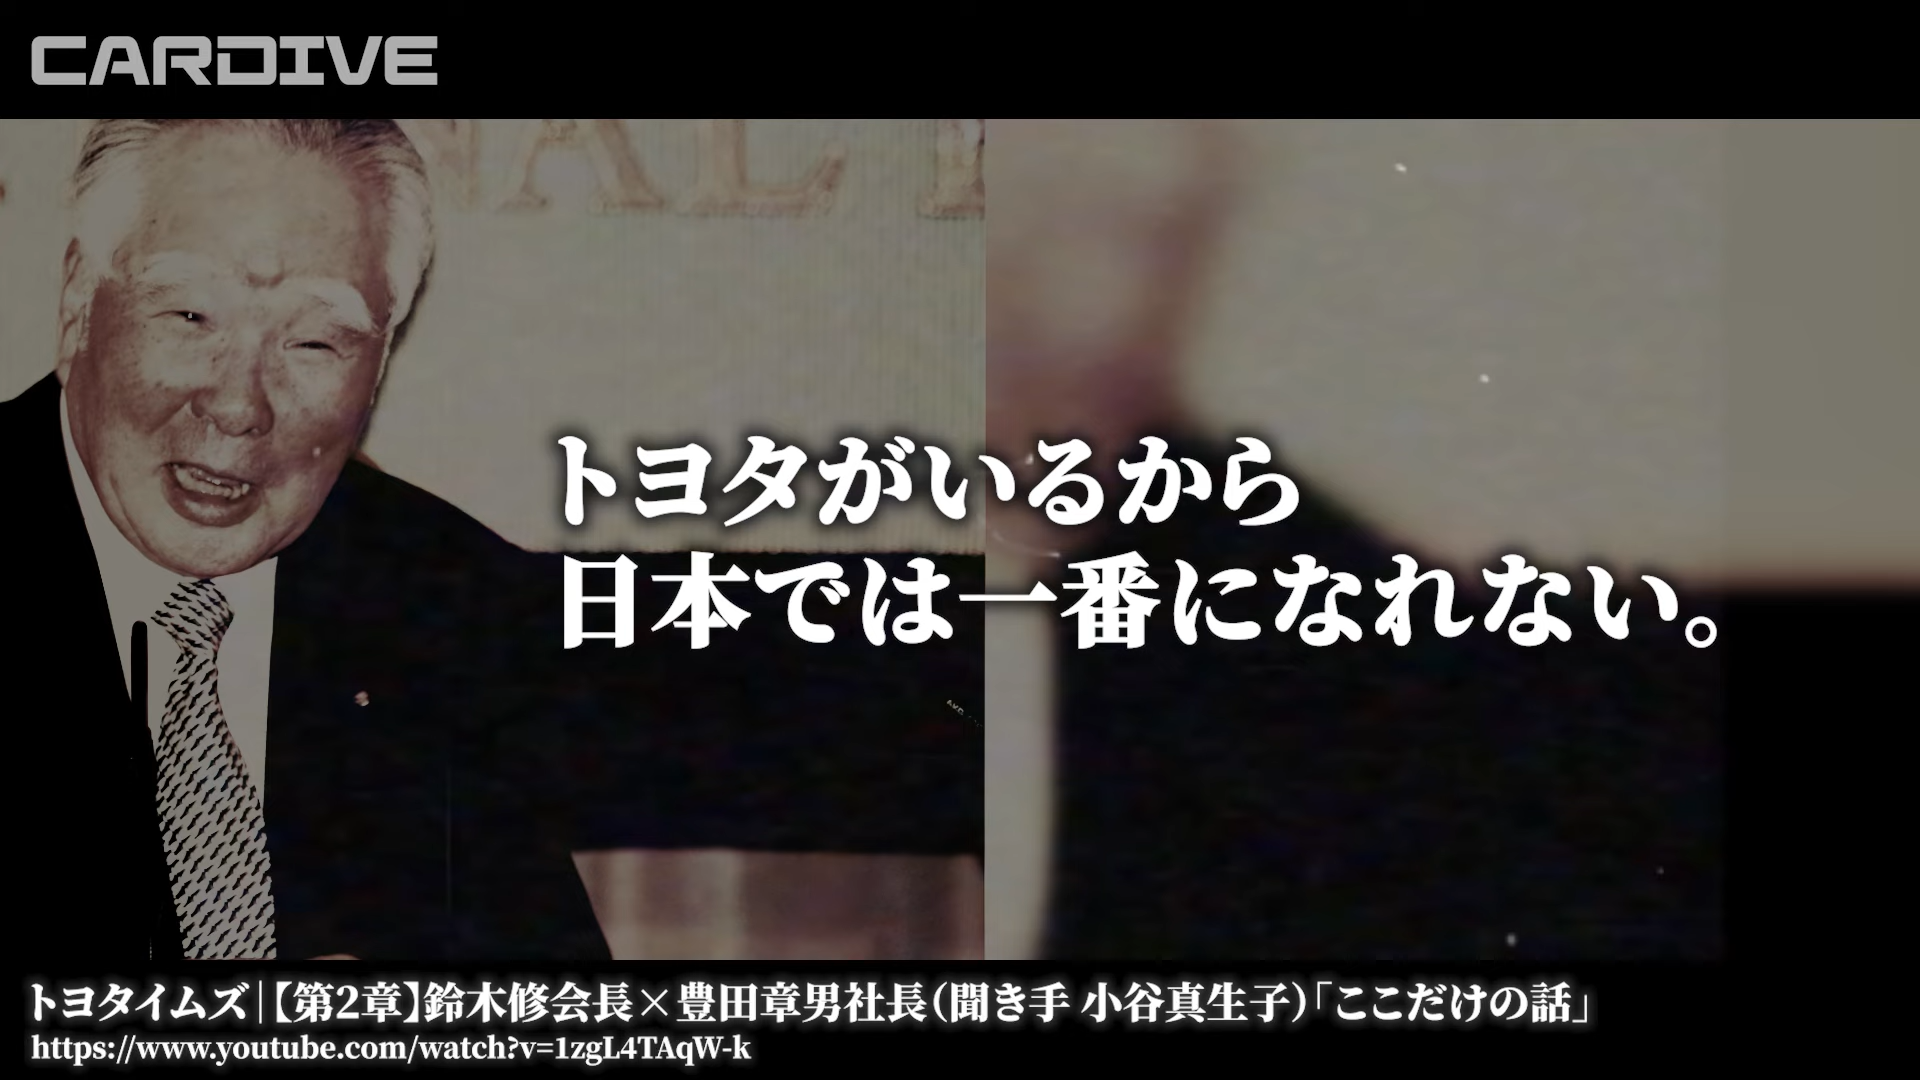 CARDIVE
トヨタがいるから
日本では一番になれない。
トヨタイムズ|【第2章】鈴木修会長×豊田章男社長(聞き手 小谷真生子)「ここだけの話」
https://www.youtube.com/watch?v=1zgL4TAqW-k